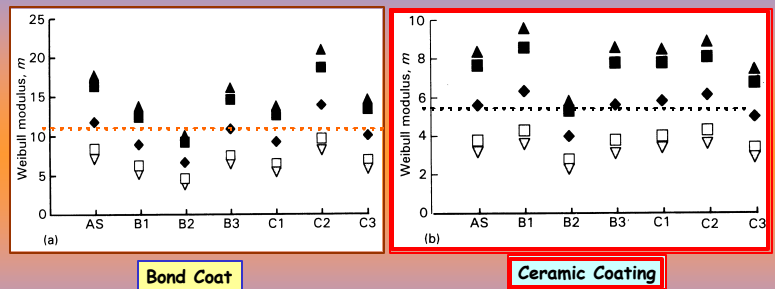 25
20
15
10
5
0
Weibull modulus, m
AS B1 B2 B3 C1 C2 C3
(a)
Bond Coat
10
8
6
4
2
0
Weibull modulus, m
AS B1 B2 B3 C1 C2 C3
(b)
Ceramic Coating